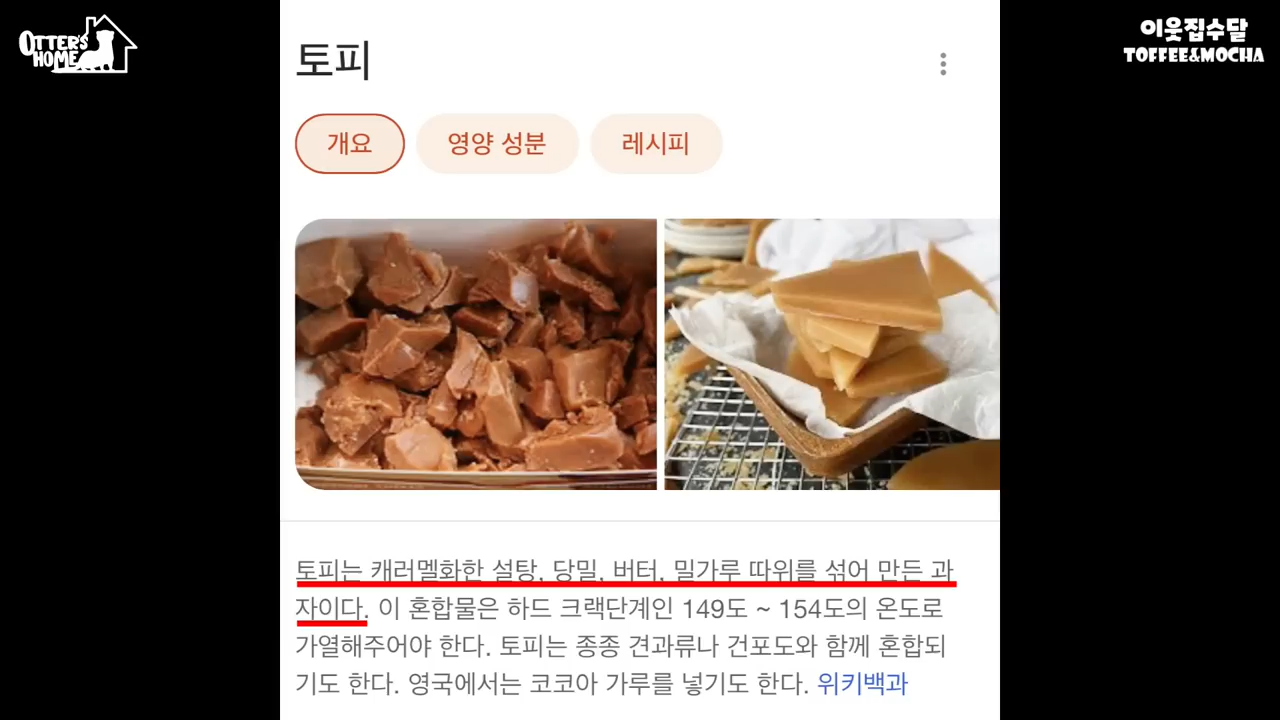 OTTER'S
HOME
이웃집수달
TOFFEE&MOCHA
토피
개요
영양 성분
레시피
토피는 캐러멜화한 설탕, 당밀, 버터, 밀가루 따위를 섞어 만든 과
자이다. 이 혼합물은 하드 크랙단계인 149도 ~ 154도의 온도로
가열해주어야 한다. 토피는 종종 견과류나 건포도와 함께 혼합되
기도 한다. 영국에서는 코코아 가루를 넣기도 한다. 위키백과